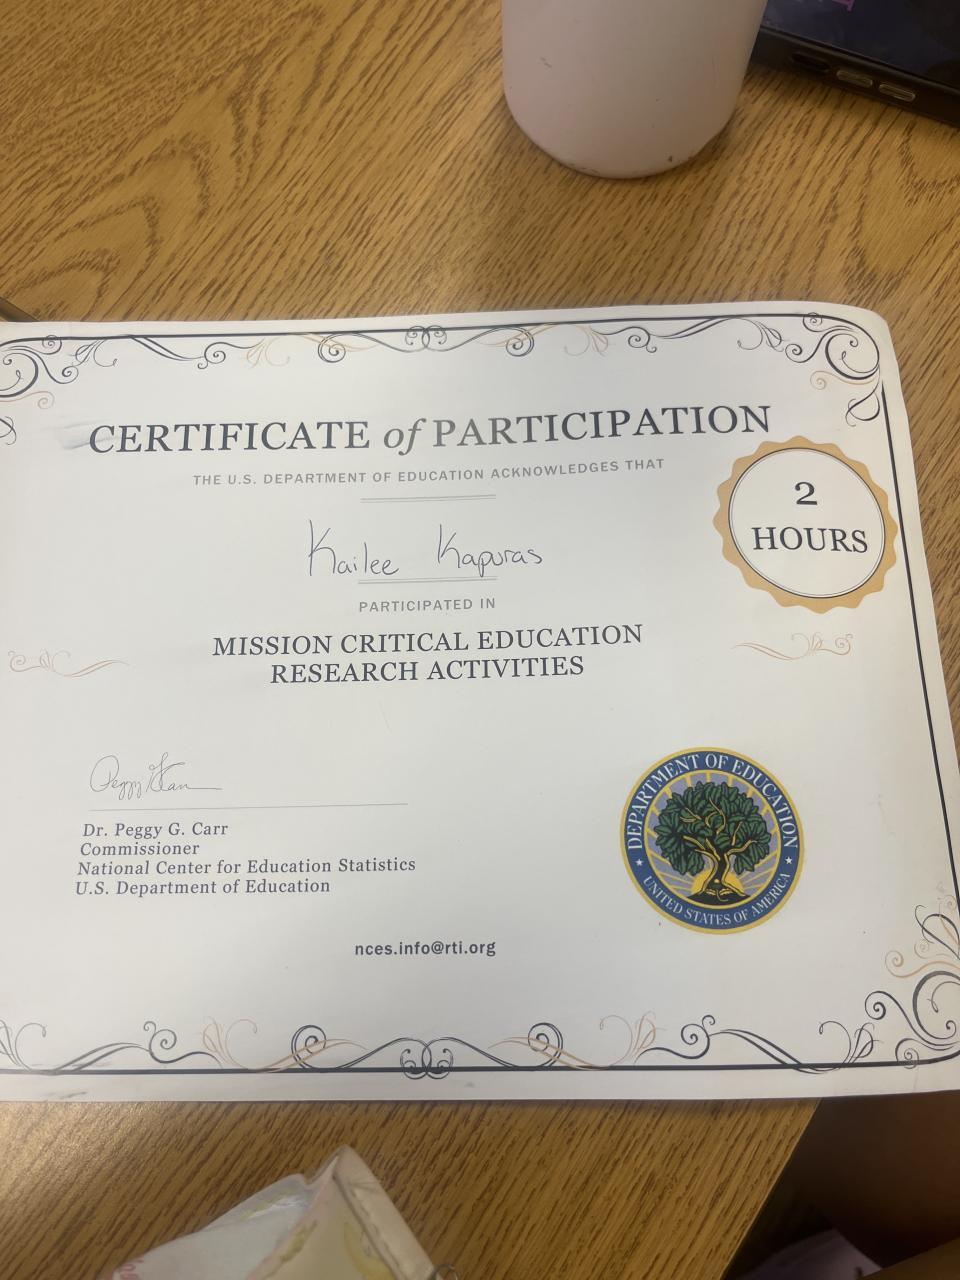 CERTIFICATE of PARTICIPATION
THE U.S. DEPARTMENT OF EDUCATION ACKNOWLEDGES THAT
2
HOURS
Kailee Kapuras
PARTICIPATED IN
MISSION CRITICAL EDUCATION
RESEARCH ACTIVITIES
Peggy G Carr
Dr. Peggy G. Carr
Commissioner
National Center for Education Statistics
U.S. Department of Education
DEPARTMENT OF EDUCATION
UNITED STATES OF AMERICA
nces.info@rti.org